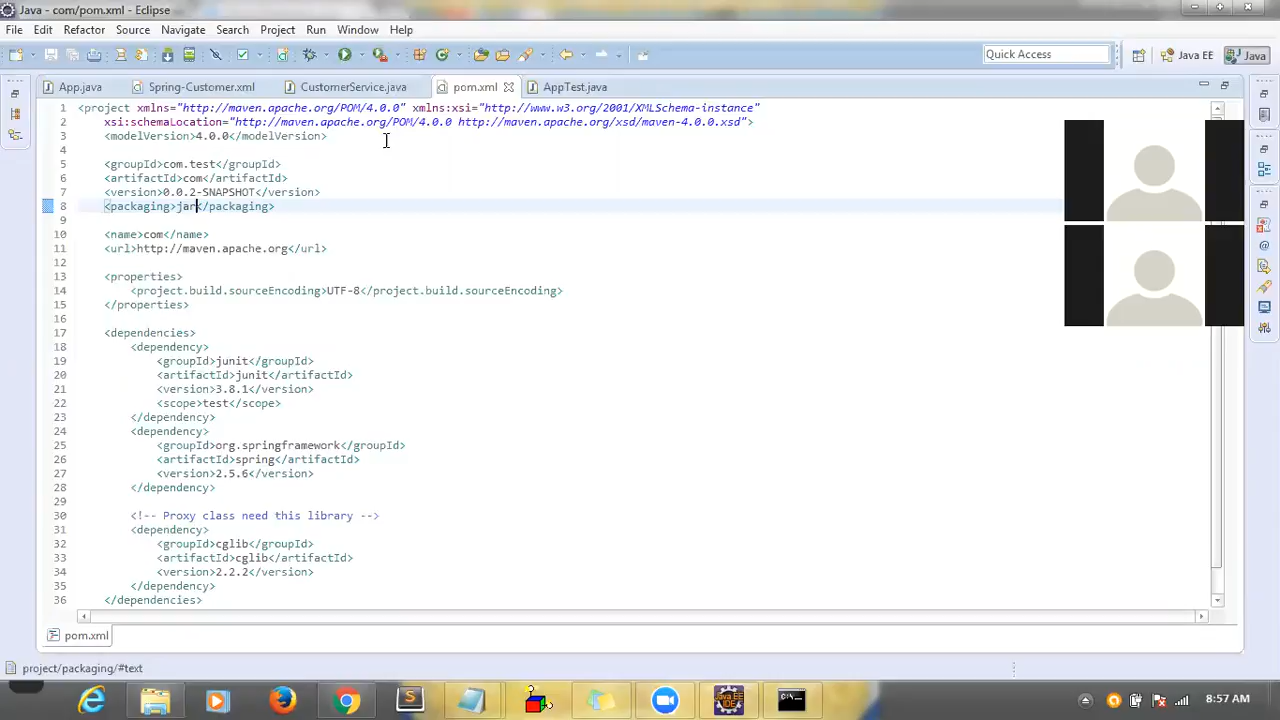 Java - com/pom.xml - Eclipse
File Edit Refactor Source Navigate Search Project Run Window Help
Quick Access Java EE Java
App.java Spring-Customer.xml CustomerService.java pom.xml AppTest.java
1 <project xmlns="http://maven.apache.org/POM/4.0.0" xmlns:xsi="http://www.w3.org/2001/XMLSchema-instance"
2 xsi:schemaLocation="http://maven.apache.org/POM/4.0.0 http://maven.apache.org/xsd/maven-4.0.0.xsd">
3 <modelVersion>4.0.0</modelVersion>
4
5 <groupId>com.test</groupId>
6 <artifactId>com</artifactId>
7 <version>0.0.2-SNAPSHOT</version>
8 <packaging>jar</packaging>
9
10 <name>com</name>
11 <url>http://maven.apache.org</url>
12
13 <properties>
14 <project.build.sourceEncoding>UTF-8</project.build.sourceEncoding>
15 </properties>
16
17 <dependencies>
18 <dependency>
19 <groupId>junit</groupId>
20 <artifactId>junit</artifactId>
21 <version>3.8.1</version>
22 <scope>test</scope>
23 </dependency>
24 <dependency>
25 <groupId>org.springframework</groupId>
26 <artifactId>spring</artifactId>
27 <version>2.5.6</version>
28 </dependency>
29
30 <!-- Proxy class need this library -->
31 <dependency>
32 <groupId>cglib</groupId>
33 <artifactId>cglib</artifactId>
34 <version>2.2.2</version>
35 </dependency>
36 </dependencies>
pom.xml
project/packaging/#text
Java EE
IDE
8:57 AM